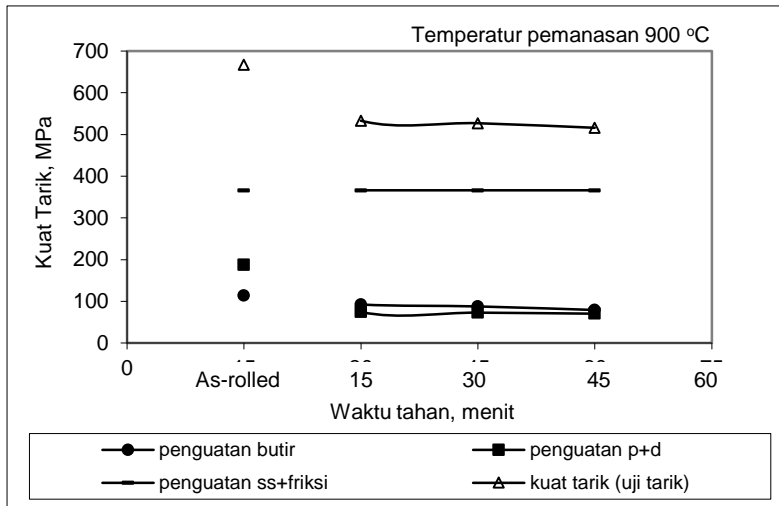 Temperatur pemanasan 900 °C
Kuat Tarik, MPa
700
600
500
400
300
200
100
0
0 As-rolled 15 30 45 60
Waktu tahan, menit
penguatan butir penguatan p+d
penguatan ss+friksi kuat tarik (uji tarik)